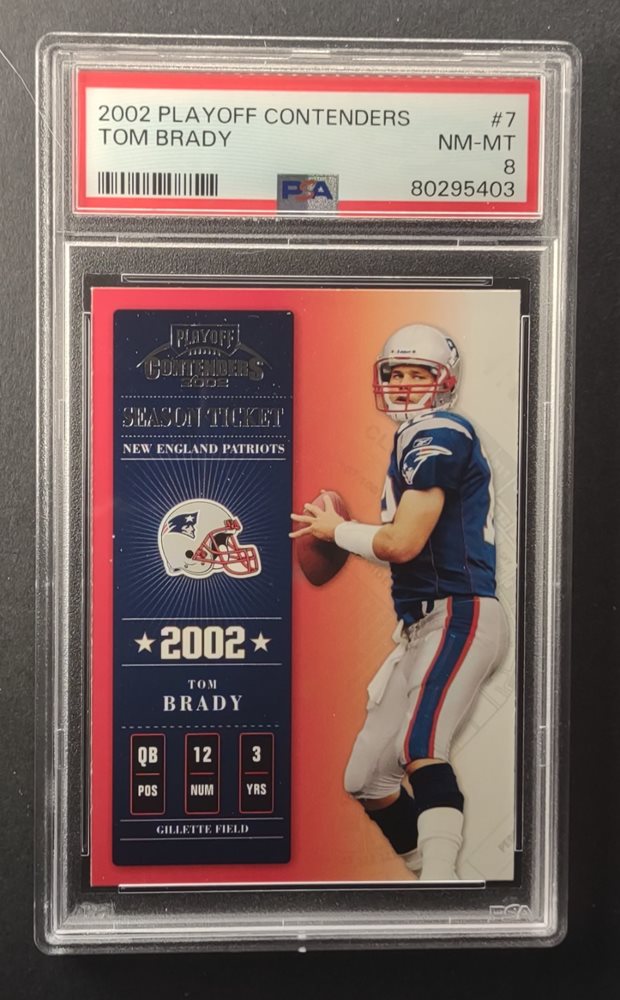 2002 PLAYOFF CONTENDERS #7
TOM BRADY NM-MT
8
80295403
PSA
PLAYOFF
CONTENDERS
2002
SEASON TICKET
NEW ENGLAND PATRIOTS
★ 2002 ★
TOM
BRADY
QB 12 3
POS NUM YRS
GILLETTE FIELD
PSA